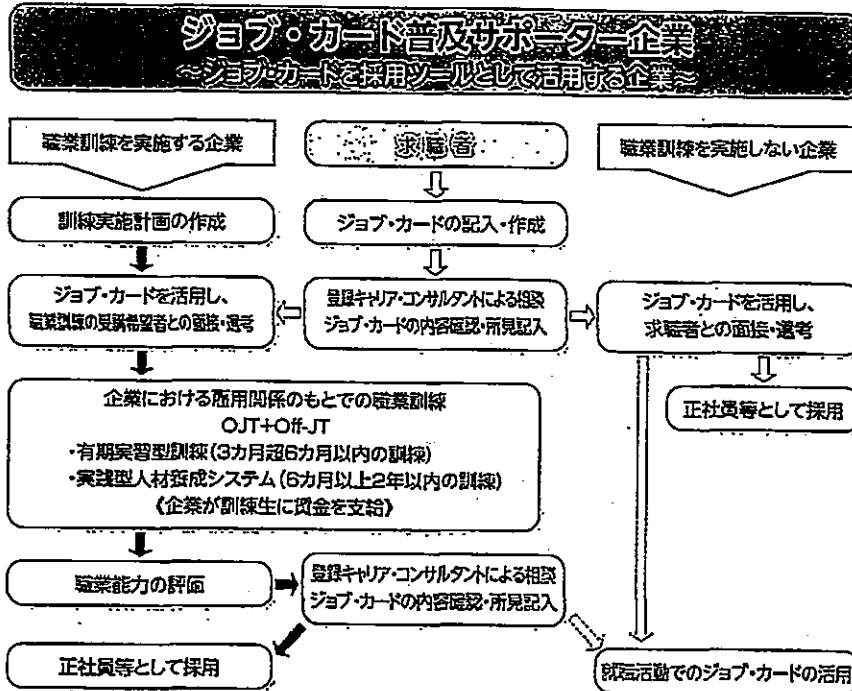 ジョブ・カード普及サポーター企業
~ジョブ・カードを採用ツールとして活用する企業~
職業訓練を実施する企業
求職者
職業訓練を実施しない企業
訓練実施計画の作成
ジョブ・カードの記入・作成
ジョブ・カードを活用し、
職業訓練の受講希望者との面接・選考
登録キャリア・コンサルタントによる相談
ジョブ・カードの内容確認・所見記入
ジョブ・カードを活用し、
求職者との面接・選考
企業における雇用関係のもとでの職業訓練
OJT+Off-JT
・有期実習型訓練(3カ月超6カ月以内の訓練)
・実践型人材養成システム(6カ月以上2年以内の訓練)
《企業が訓練生に賃金を支給》
正社員等として採用
職業能力の評価
登録キャリア・コンサルタントによる相談
ジョブ・カードの内容確認・所見記入
正社員等として採用
就職活動でのジョブ・カードの活用